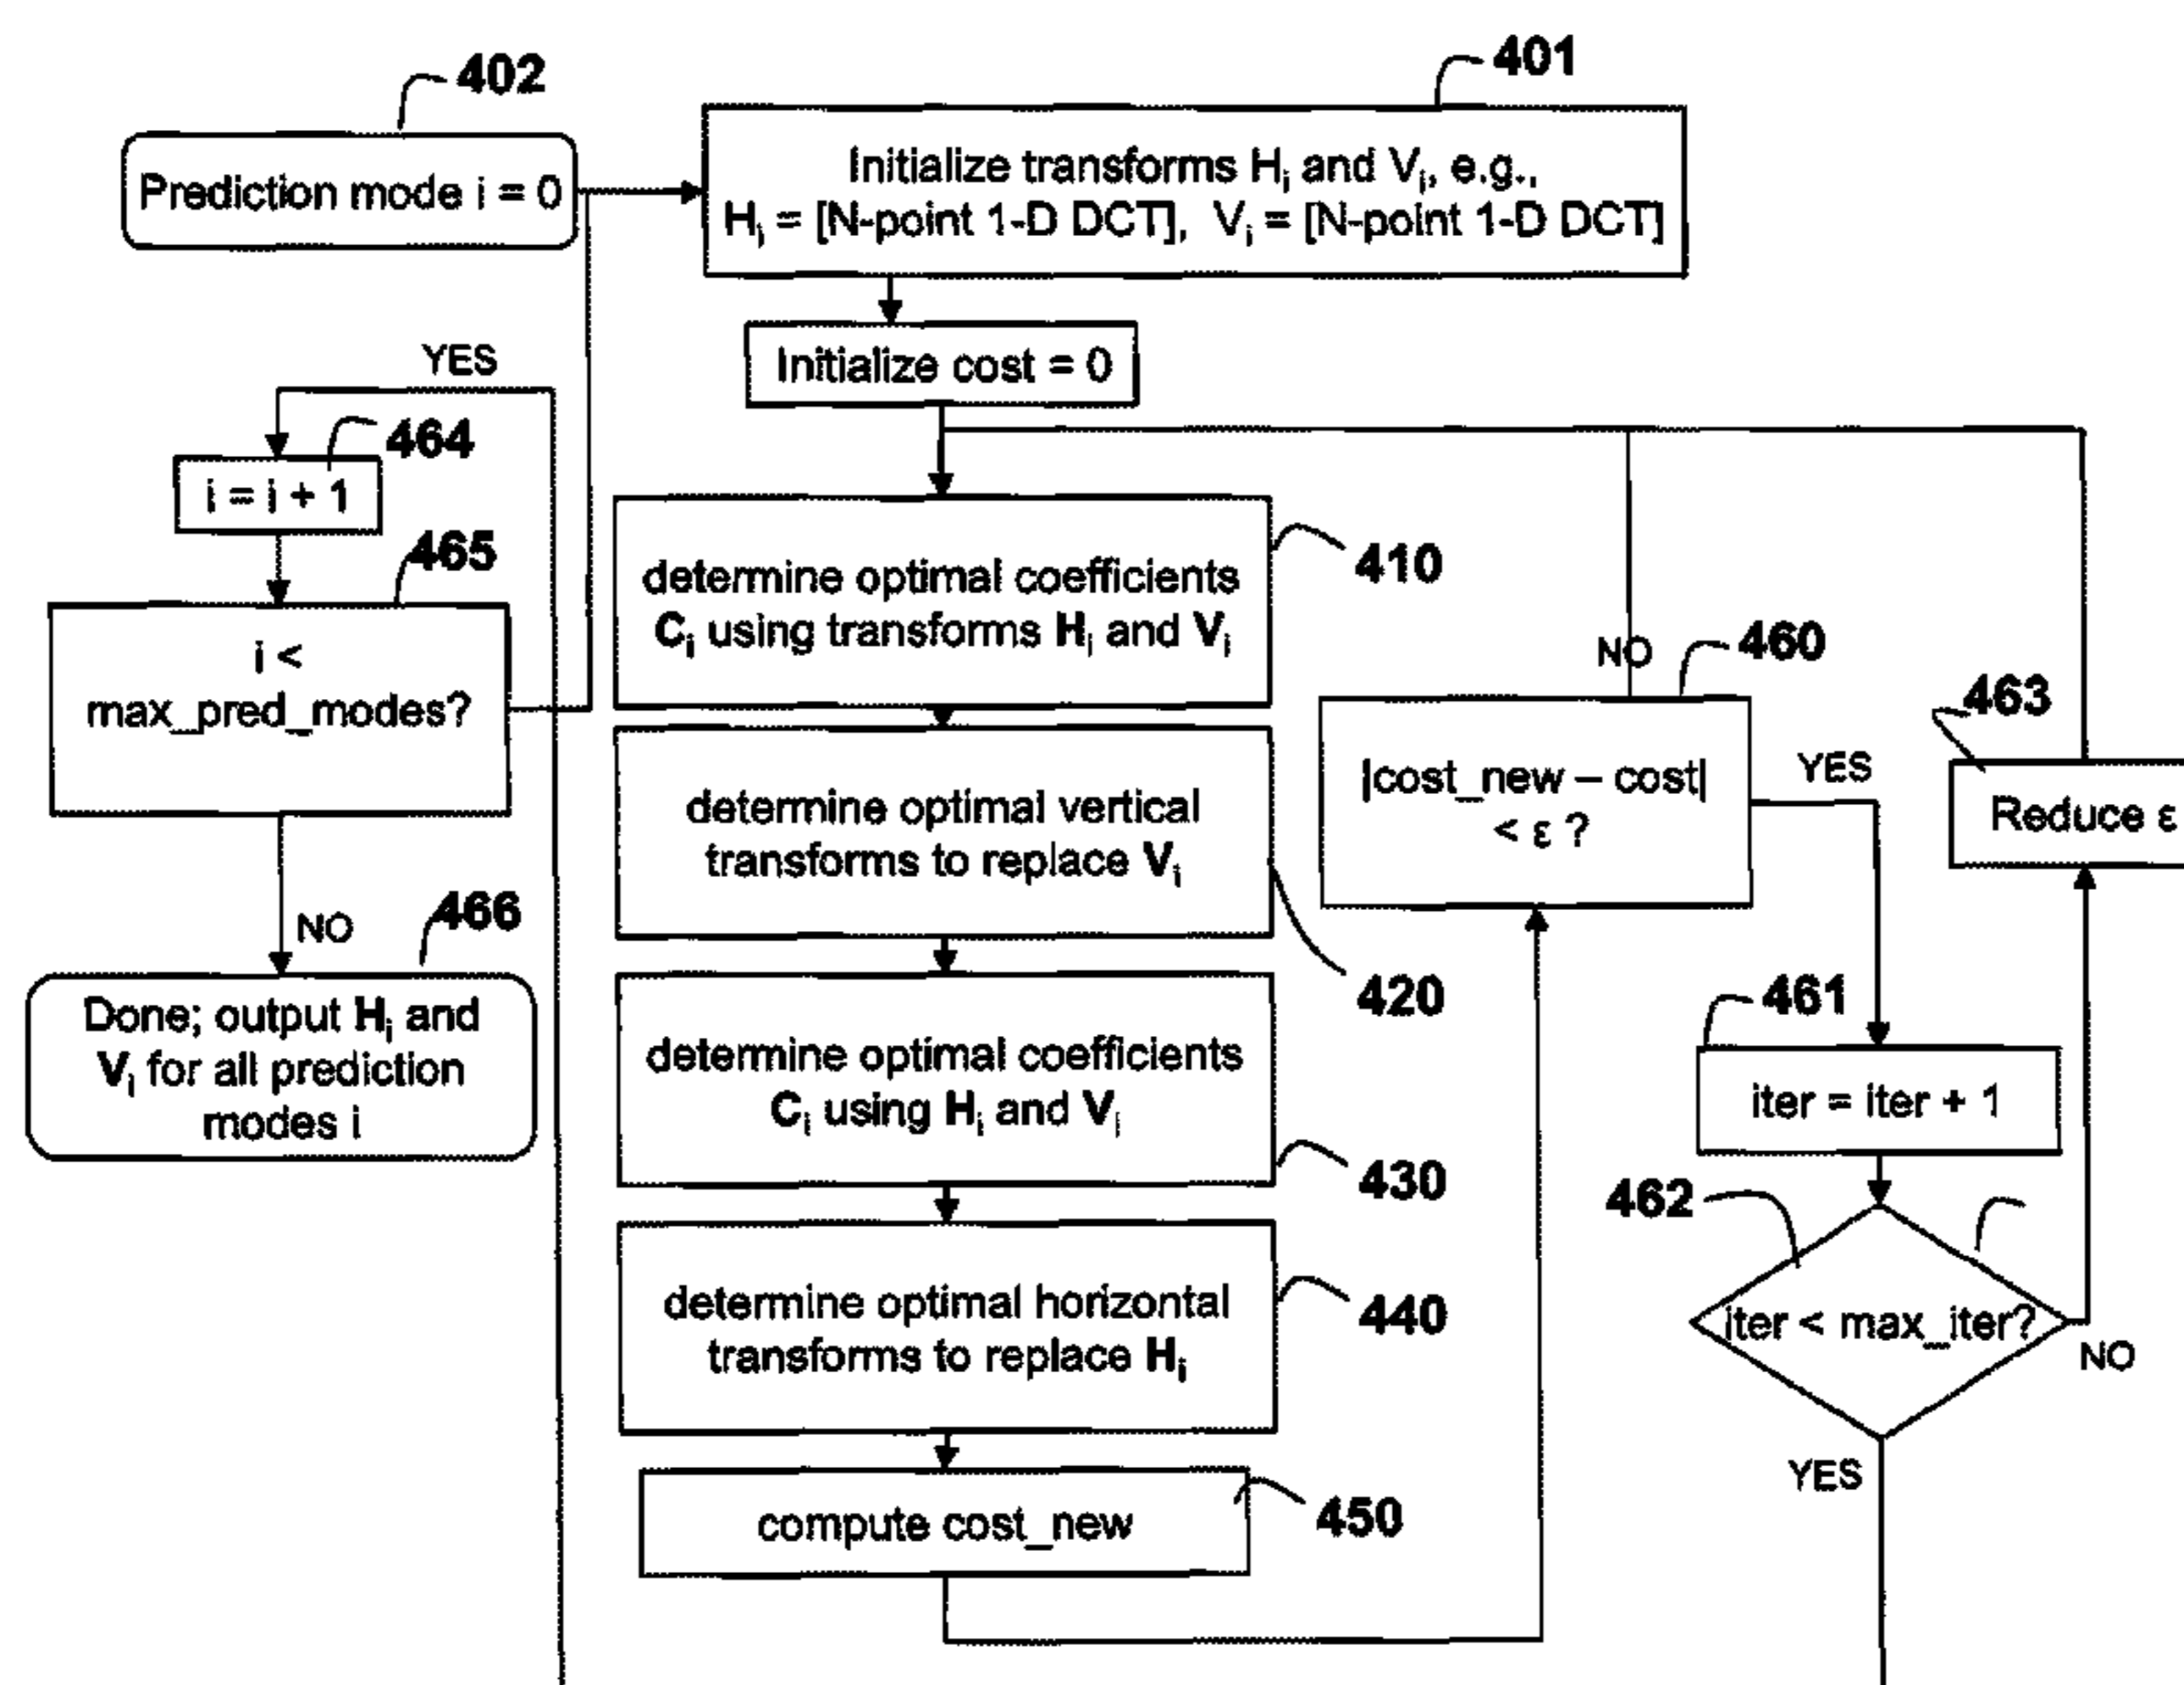 402
Prediction mode i = 0
401
Initialize transforms Hi and Vi, e.g.,
Hi = [N-point 1-D DCT], Vi = [N-point 1-D DCT]
Initialize cost = 0
YES
464
i = i + 1
465
i <
max_pred_modes?
NO
466
Done; output Hi and
Vi for all prediction
modes i
410
determine optimal coefficients
Ci using transforms Hi and Vi
determine optimal vertical
transforms to replace Vi
420
determine optimal coefficients
Ci using Hi and Vi
430
determine optimal horizontal
transforms to replace Hi
440
compute cost_new
450
NO
460
|cost_new – cost|
< ε ?
YES
463
Reduce ε
461
iter = iter + 1
462
iter < max_iter?
NO
YES